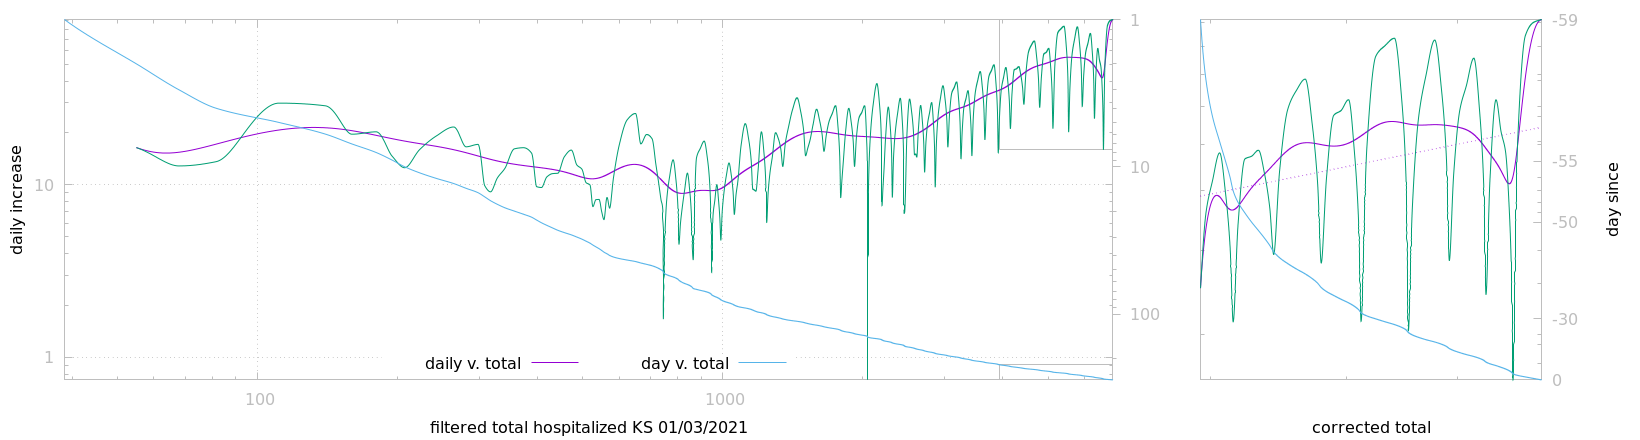 daily increase
10
1
100
1000
filtered total hospitalized KS 01/03/2021
daily v. total
day v. total
1
10
100
-59
-55
-50
-30
0
day since
corrected total